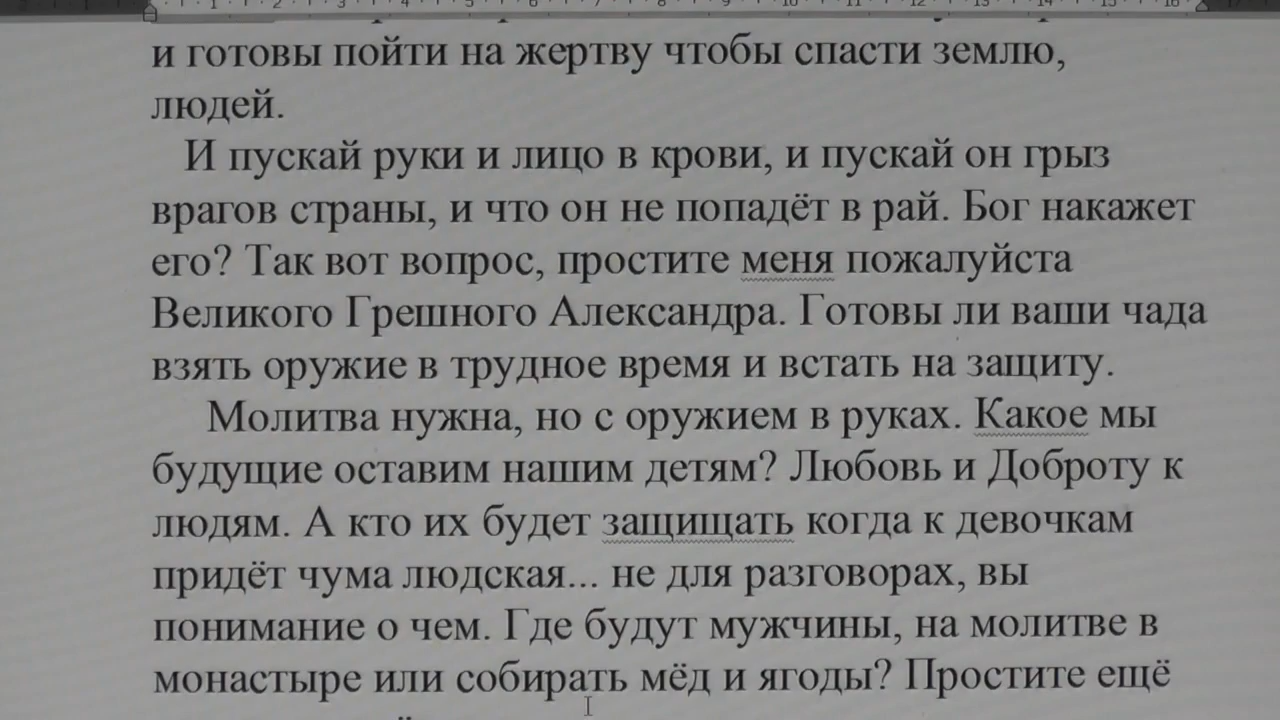 и готовы пойти на жертву чтобы спасти землю,
людей.
И пускай руки и лицо в крови, и пускай он грыз
врагов страны, и что он не попадёт в рай. Бог накажет
его? Так вот вопрос, простите меня пожалуйста
Великого Грешного Александра. Готовы ли ваши чада
взять оружие в трудное время и встать на защиту.
Молитва нужна, но с оружием в руках. Какое мы
будущие оставим нашим детям? Любовь и Доброту к
людям. А кто их будет защищать когда к девочкам
придёт чума людская... не для разговорах, вы
понимание о чем. Где будут мужчины, на молитве в
монастыре или собирать мёд и ягоды? Простите ещё